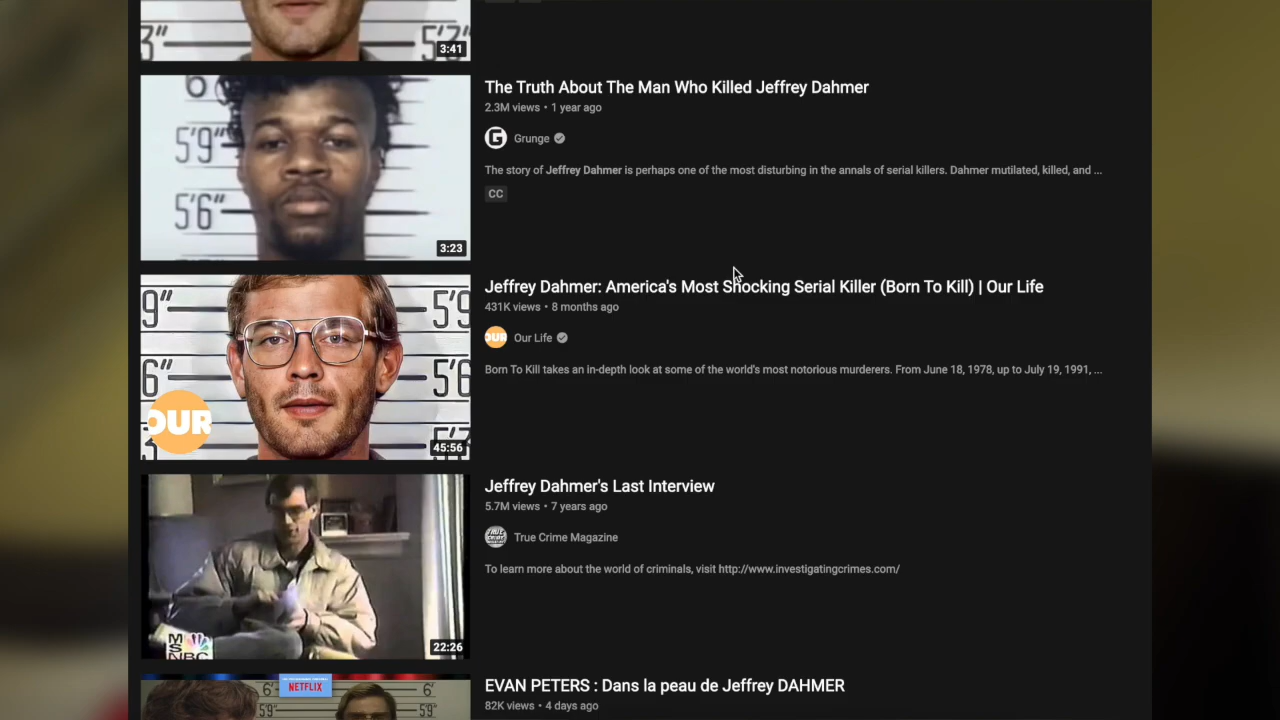 3"
5'3"
3:41
6
5'9"
5'6"
3:23
The Truth About The Man Who Killed Jeffrey Dahmer
2.3M views • 1 year ago
G
Grunge
The story of Jeffrey Dahmer is perhaps one of the most disturbing in the annals of serial killers. Dahmer mutilated, killed, and ...
CC
9"
5'9
6"
5'6
OUR
45:56
Jeffrey Dahmer: America's Most Shocking Serial Killer (Born To Kill) | Our Life
431K views • 8 months ago
OUR
Our Life
Born To Kill takes an in-depth look at some of the world's most notorious murderers. From June 18, 1978, up to July 19, 1991, ...
MSNBC
22:26
Jeffrey Dahmer's Last Interview
5.7M views • 7 years ago
True Crime Magazine
To learn more about the world of criminals, visit http://www.investigatingcrimes.com/
NETFLIX
6'
6'
5'9"
5'9"
EVAN PETERS : Dans la peau de Jeffrey DAHMER
82K views • 4 days ago